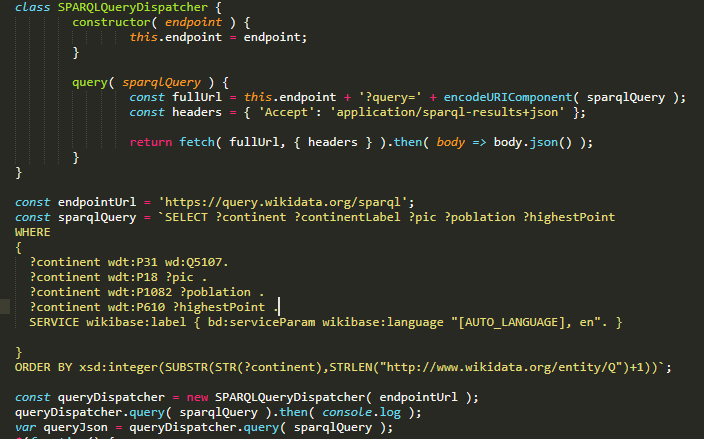 class SPARQLQueryDispatcher {
constructor( endpoint ) {
this.endpoint = endpoint;
}
query( sparqlQuery ) {
const fullUrl = this.endpoint + '?query=' + encodeURIComponent( sparqlQuery );
const headers = { 'Accept': 'application/sparql-results+json' };
return fetch( fullUrl, { headers } ).then( body => body.json() );
}
}
const endpointUrl = 'https://query.wikidata.org/sparql';
const sparqlQuery = `SELECT ?continent ?continentLabel ?pic ?poblation ?highestPoint
WHERE
{
?continent wdt:P31 wd:Q5107.
?continent wdt:P18 ?pic .
?continent wdt:P1082 ?poblation .
?continent wdt:P610 ?highestPoint .
SERVICE wikibase:label { bd:serviceParam wikibase:language "[AUTO_LANGUAGE], en". }
}
ORDER BY xsd:integer(SUBSTR(STR(?continent),STRLEN("http://www.wikidata.org/entity/Q")+1))`;
const queryDispatcher = new SPARQLQueryDispatcher( endpointUrl );
queryDispatcher.query( sparqlQuery ).then( console.log );
var queryJson = queryDispatcher.query( sparqlQuery );